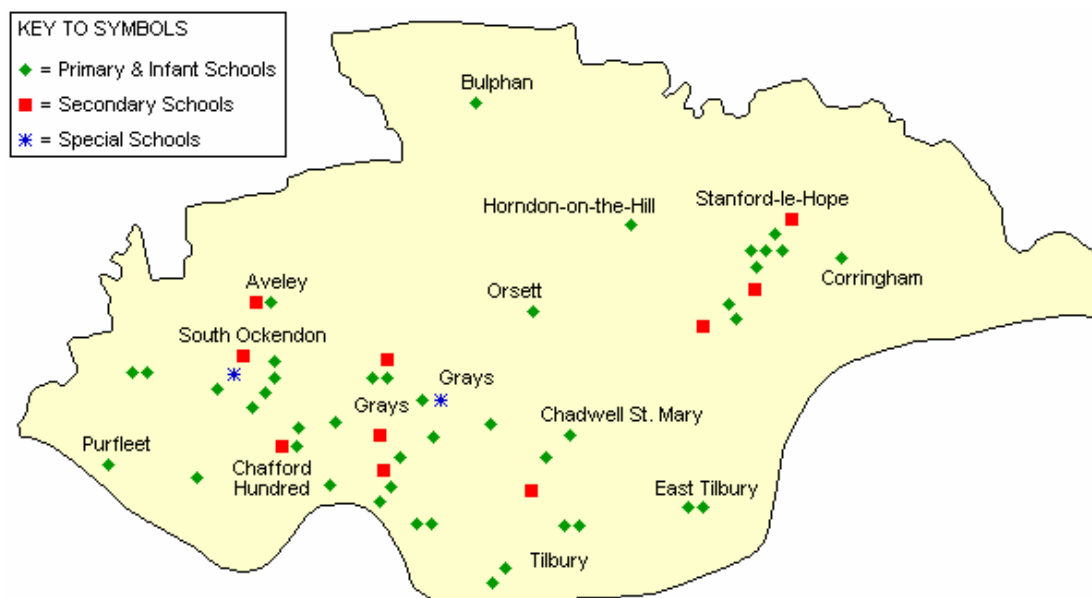 KEY TO SYMBOLS
= Primary & Infant Schools
= Secondary Schools
= Special Schools
Bulphan
Horndon-on-the-Hill
Stanford-le-Hope
Corringham
Aveley
Orsett
South Ockendon
Grays
Grays
Chadwell St. Mary
Purfleet
Chafford
Hundred
East Tilbury
Tilbury